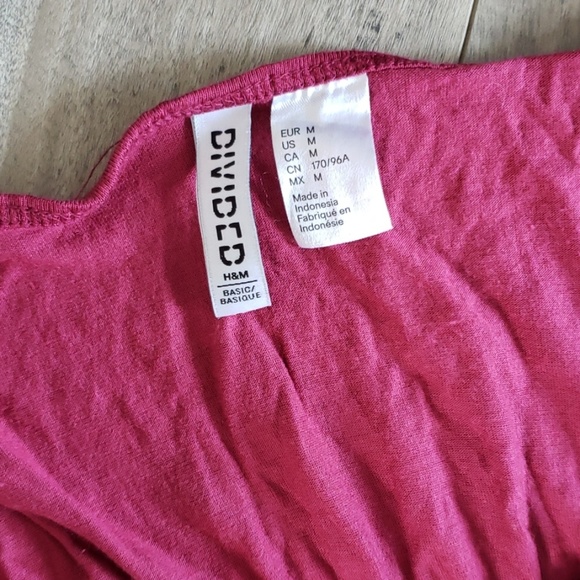 DIVIDED
H&M
BASIC/
BASIQUE
EUR M
US M
CA M
CN 170/96A
MX M
Made in
Indonesia
Fabriqué en
Indonésie